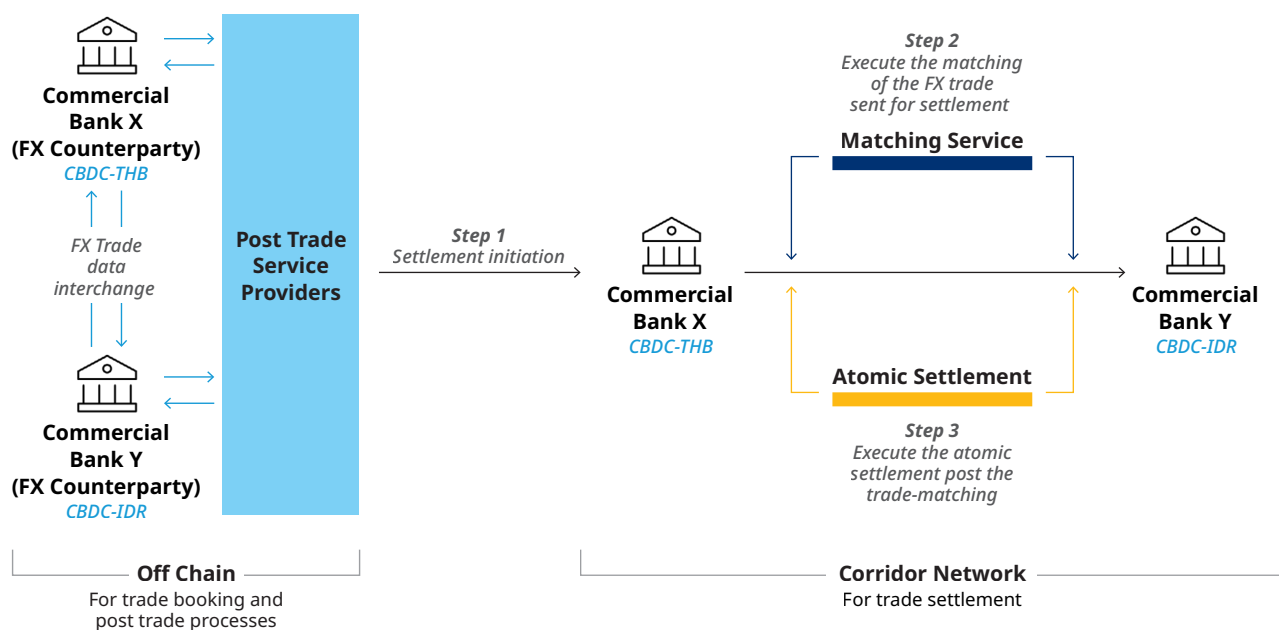 Commercial
Bank X
(FX Counterparty)
CBDC-THB
FX Trade
data
interchange
Commercial
Bank Y
(FX Counterparty)
CBDC-IDR
Post Trade
Service
Providers
Off Chain
For trade booking and
post trade processes
Step 1
Settlement initiation
Step 2
Execute the matching
of the FX trade
sent for settlement
Matching Service
Commercial
Bank X
CBDC-THB
Commercial
Bank Y
CBDC-IDR
Atomic Settlement
Step 3
Execute the atomic
settlement post the
trade-matching
Corridor Network
For trade settlement